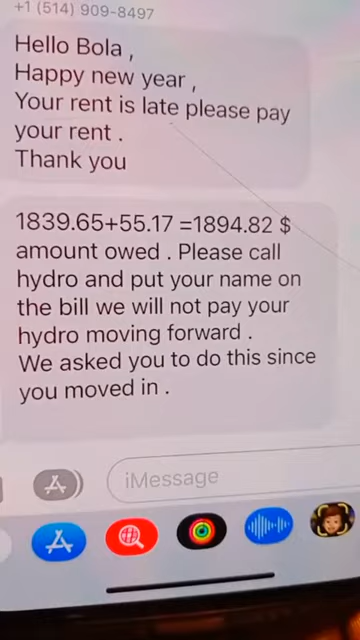 +1 (514) 909-8497
Hello Bola ,
Happy new year ,
Your rent is late please pay
your rent .
Thank you
1839.65+55.17 =1894.82 $
amount owed . Please call
hydro and put your name on
the bill we will not pay your
hydro moving forward .
We asked you to do this since
you moved in .
iMessage